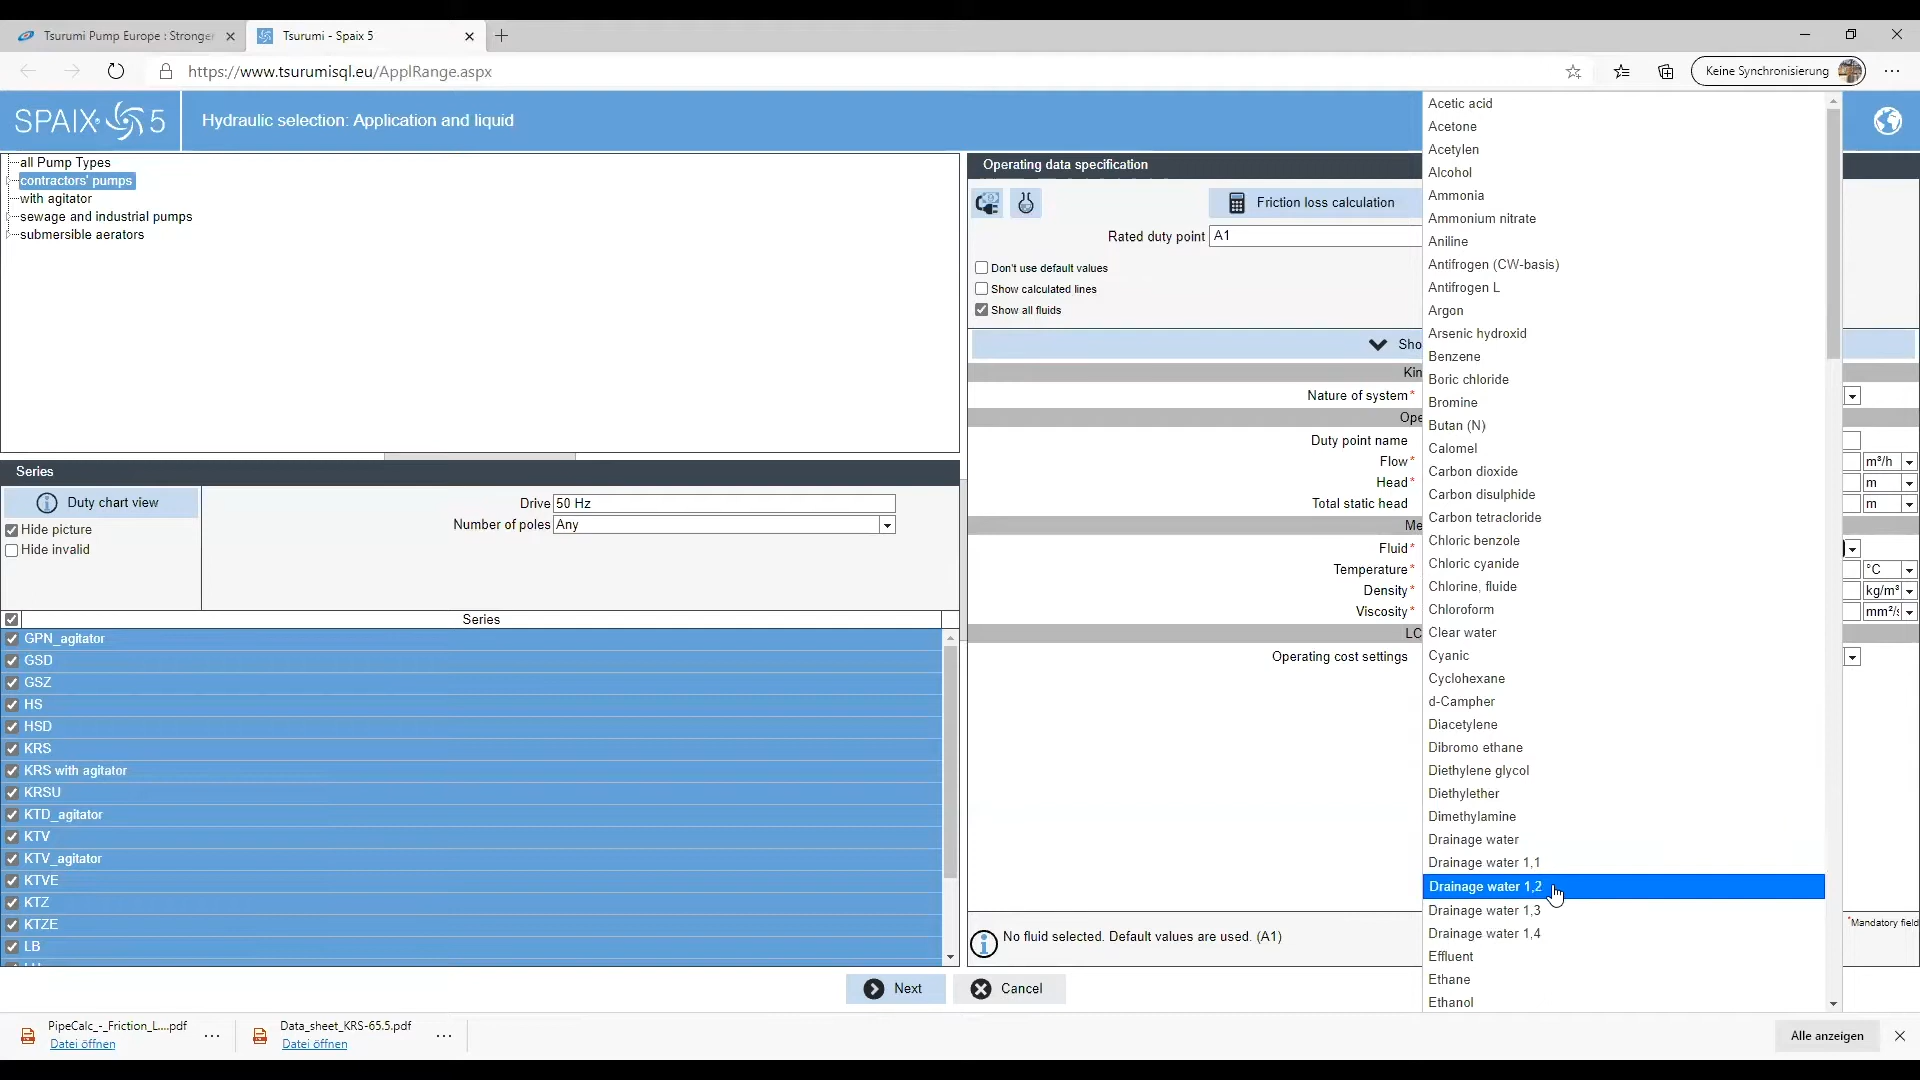 Tsurumi Pump Europe : Stronger
Tsurumi - Spaix 5
https://www.tsurumisql.eu/ApplRange.aspx
Keine Synchronisierung
SPAIX 5
Hydraulic selection: Application and liquid
all Pump Types
contractors' pumps
with agitator
sewage and industrial pumps
submersible aerators
Series
Duty chart view
Hide picture
Hide invalid
Drive 50 Hz
Number of poles Any
Series
GPN_agitator
GSD
GSZ
HS
HSD
KRS
KRS with agitator
KRSU
KTD_agitator
KTV
KTV_agitator
KTVE
KTZ
KTZE
LB
Operating data specification
Friction loss calculation
Rated duty point A1
Don't use default values
Show calculated lines
Show all fluids
Sho
Kin
Nature of system*
Ope
Duty point name
Flow* m³/h
Head* m
Total static head m
Me
Fluid*
Temperature* °C
Density* kg/m³
Viscosity* mm²/s
LC
Operating cost settings
Acetic acid
Acetone
Acetylen
Alcohol
Ammonia
Ammonium nitrate
Aniline
Antifrogen (CW-basis)
Antifrogen L
Argon
Arsenic hydroxid
Benzene
Boric chloride
Bromine
Butan (N)
Calomel
Carbon dioxide
Carbon disulphide
Carbon tetracloride
Chloric benzole
Chloric cyanide
Chlorine, fluide
Chloroform
Clear water
Cyanic
Cyclohexane
d-Campher
Diacetylene
Dibromo ethane
Diethylene glycol
Diethylether
Dimethylamine
Drainage water
Drainage water 1,1
Drainage water 1,2
Drainage water 1,3
Drainage water 1,4
Effluent
Ethane
Ethanol
*Mandatory field
No fluid selected. Default values are used. (A1)
Next
Cancel
PipeCalc_-_Friction_L....pdf
Datei öffnen
Data_sheet_KRS-65.5.pdf
Datei öffnen
Alle anzeigen